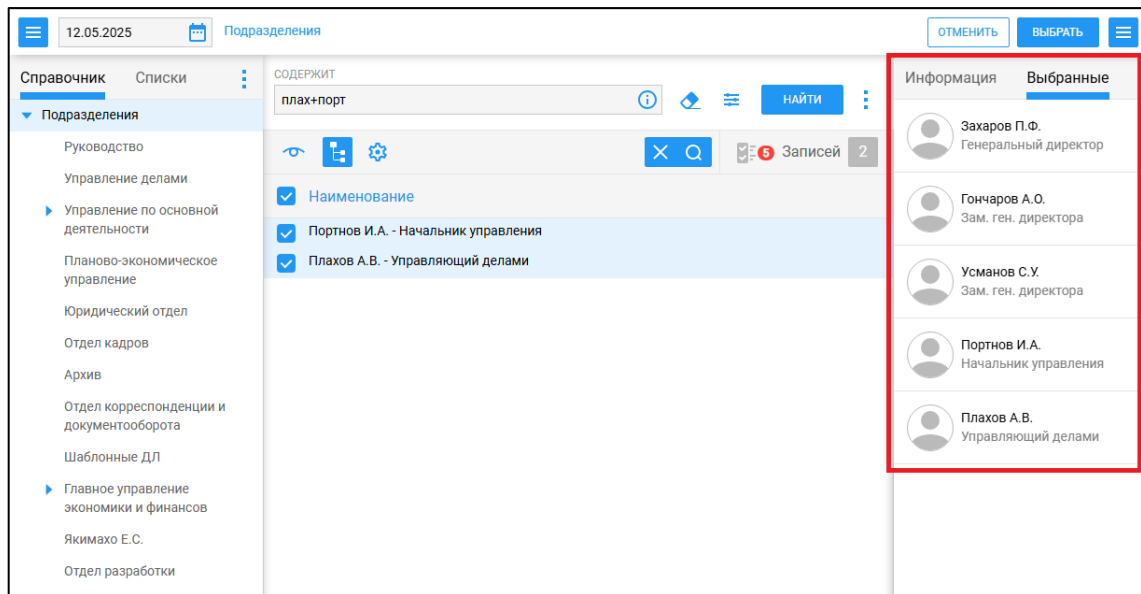 12.05.2025
Подразделения
ОТМЕНИТЬ
ВЫБРАТЬ
Справочник
Списки
Подразделения
Руководство
Управление делами
Управление по основной
деятельности
Планово-экономическое
управление
Юридический отдел
Отдел кадров
Архив
Отдел корреспонденции и
документооборота
Шаблонные ДЛ
Главное управление
экономики и финансов
Якимахо Е.С.
Отдел разработки
СОДЕРЖИТ
плах+порт
НАЙТИ
5 Записей 2
Наименование
Портнов И.А. - Начальник управления
Плахов А.В. - Управляющий делами
Информация
Выбранные
Захаров П.Ф.
Генеральный директор
Гончаров А.О.
Зам. ген. директора
Усманов С.У.
Зам. ген. директора
Портнов И.А.
Начальник управления
Плахов А.В.
Управляющий делами